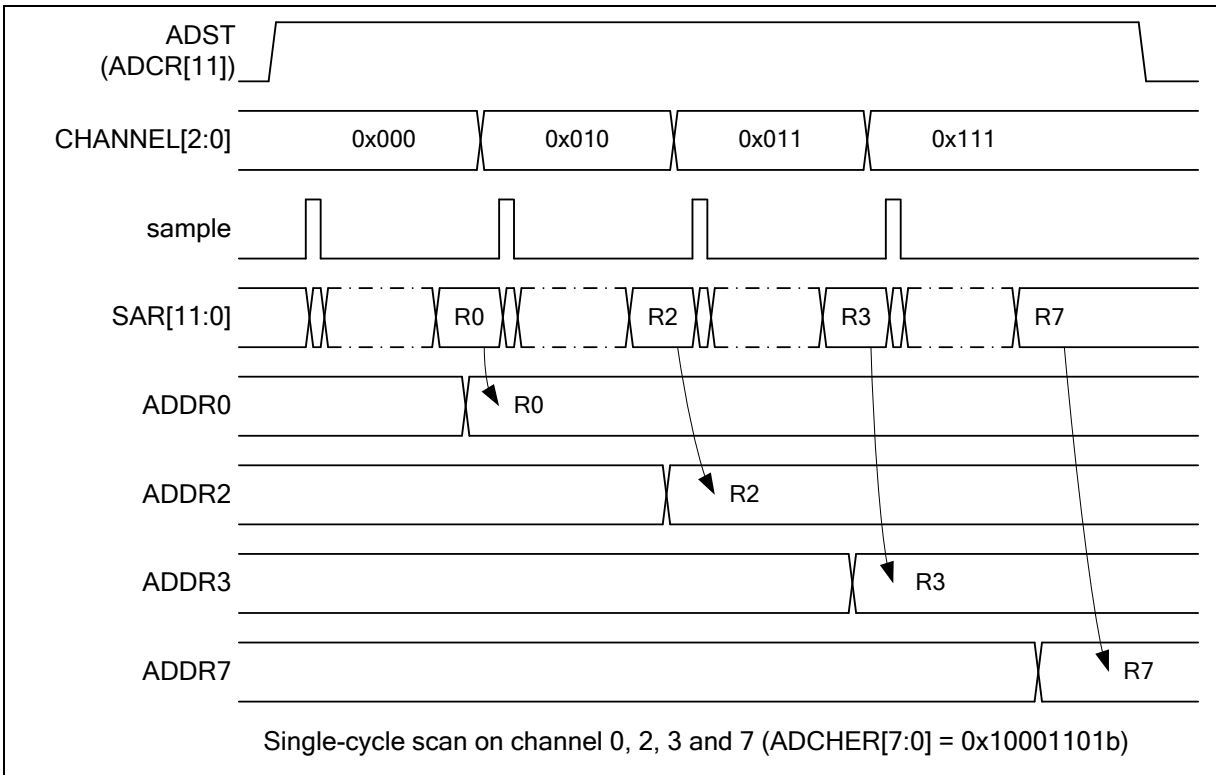 ADST
(ADCR[11])
CHANNEL[2:0]
0x000 0x010 0x011 0x111
sample
SAR[11:0]
R0 R2 R3 R7
ADDR0
R0
ADDR2
R2
ADDR3
R3
ADDR7
R7
Single-cycle scan on channel 0, 2, 3 and 7 (ADCHER[7:0] = 0x10001101b)